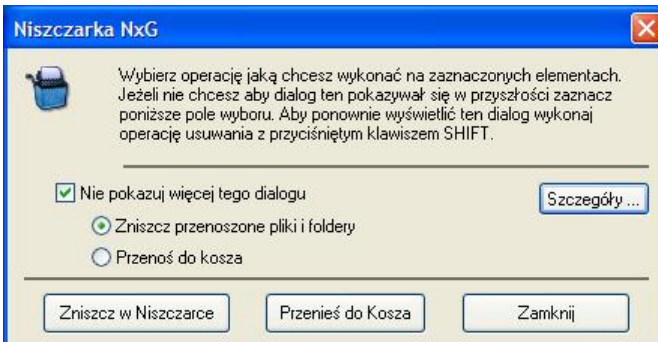 Niszczarka NxG
Wybierz operację jaką chcesz wykonać na zaznaczonych elementach.
Jeżeli nie chcesz aby dialog ten pokazywał się w przyszłości zaznacz
poniższe pole wyboru. Aby ponownie wyświetlić ten dialog wykonaj
operację usuwania z przyciśniętym klawiszem SHIFT.
Nie pokazuj więcej tego dialogu
Szczegóły ...
Zniszcz przenoszone pliki i foldery
Przenoś do kosza
Zniszcz w Niszczarce Przenieś do Kosza Zamknij